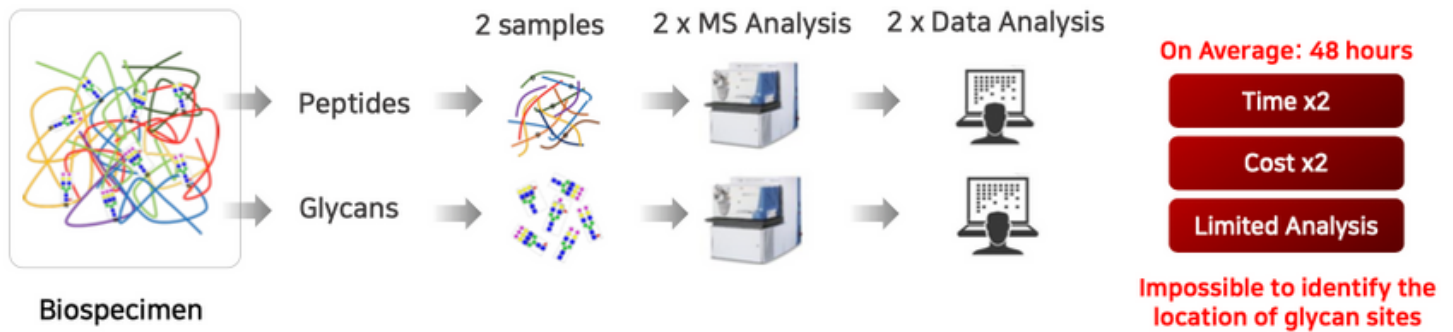 2 samples
2 x MS Analysis
2 x Data Analysis
On Average: 48 hours
Peptides
Time x2
Cost x2
Glycans
Limited Analysis
Biospecimen
Impossible to identify the
location of glycan sites